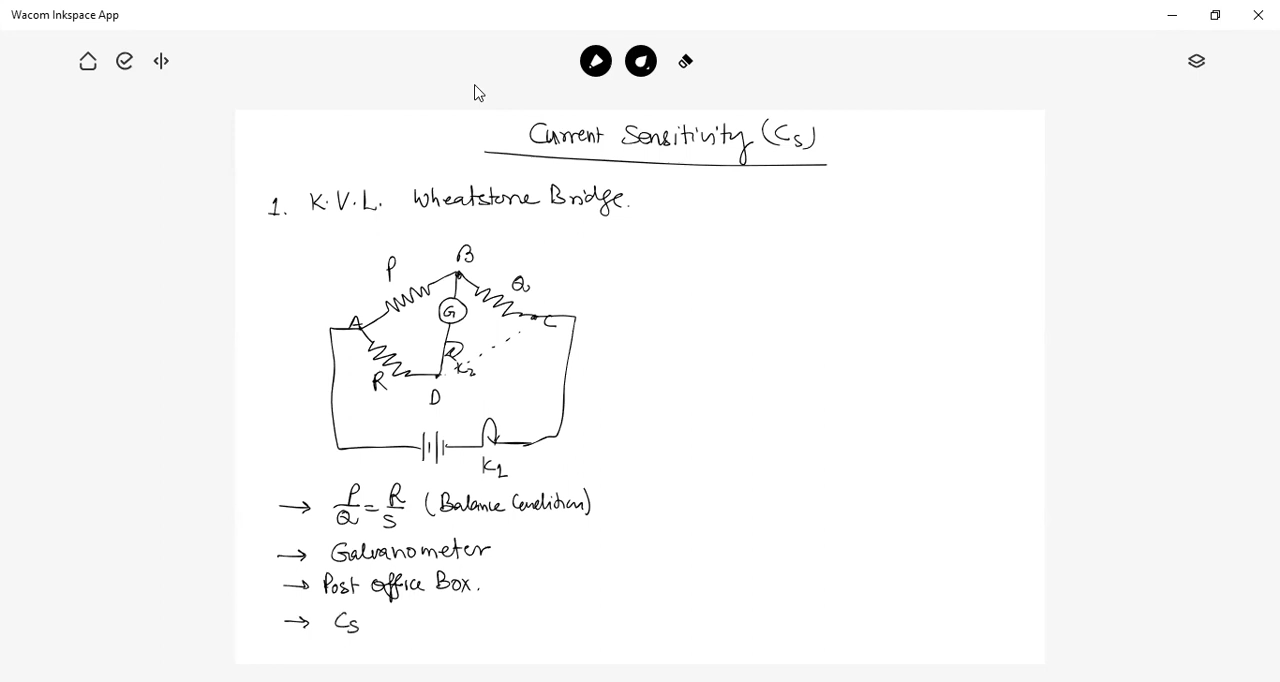 Wacom Inkspace App
Current Sensitivity (Cs)
1. K.V.L. Wheatstone Bridge.
B
P
Q
A
G
C
K2
R
D
K1
→ P/Q = R/S (Balance Condition)
→ Galvanometer
→ Post office Box.
→ Cs